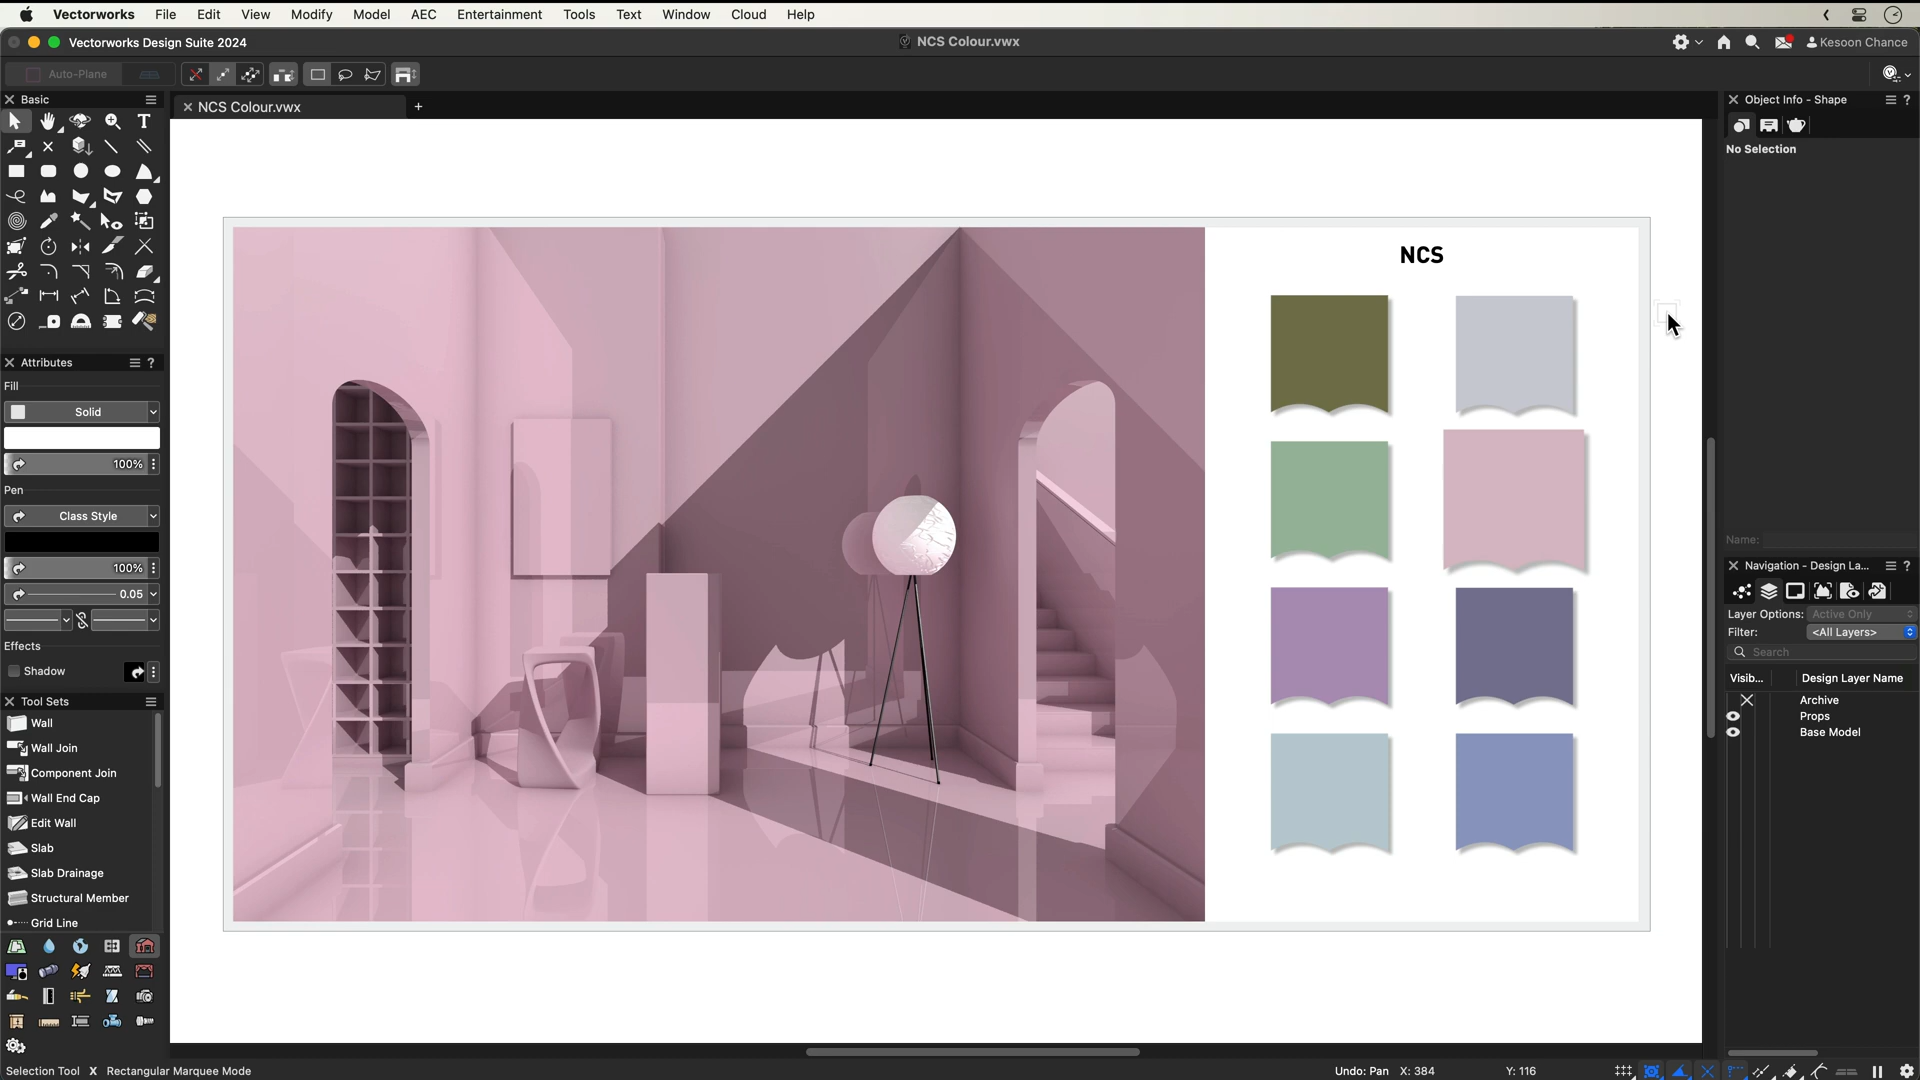 Vectorworks File Edit View Modify Model AEC Entertainment Tools Text Window Cloud Help
Vectorworks Design Suite 2024
NCS Colour.vwx
Kesoon Chance
Auto-Plane
Basic
NCS Colour.vwx
Object Info - Shape
?
No Selection
NCS
Attributes
?
Fill
Solid
100%
Pen
Class Style
100%
0.05
Effects
Shadow
Tool Sets
Wall
Wall Join
Component Join
Wall End Cap
Edit Wall
Slab
Slab Drainage
Structural Member
Grid Line
Name:
Navigation - Design La...
?
Layer Options: Active Only
Filter: <All Layers>
Search
Visib... Design Layer Name
Archive
Props
Base Model
Selection Tool X Rectangular Marquee Mode
Undo: Pan X: 384 Y: 116